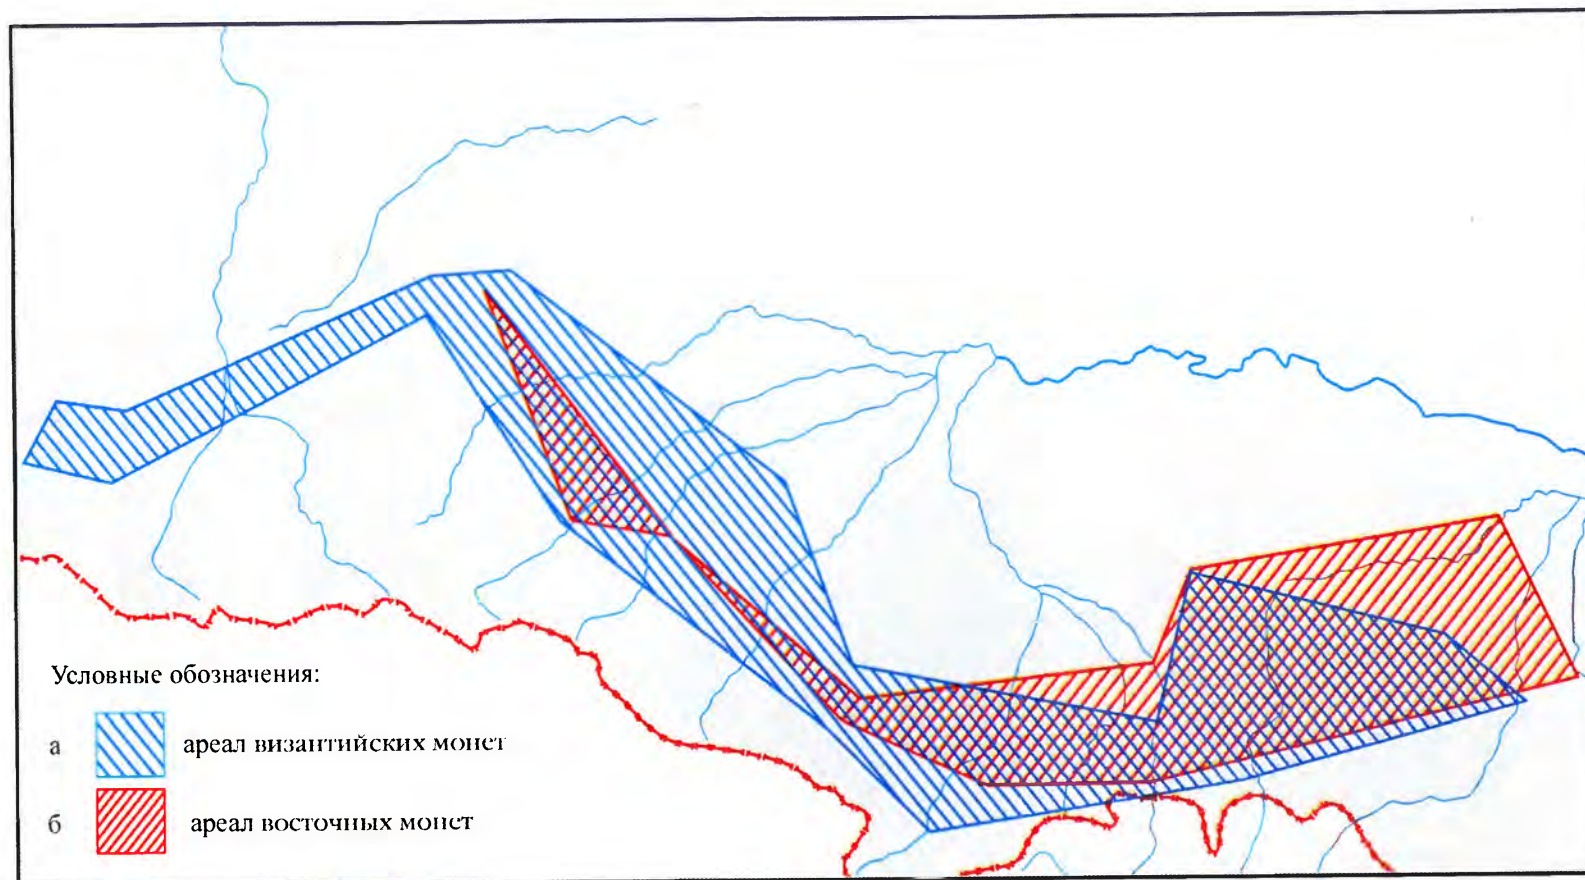 Условные обозначения:
а ареал византийских монет
б ареал восточных монет